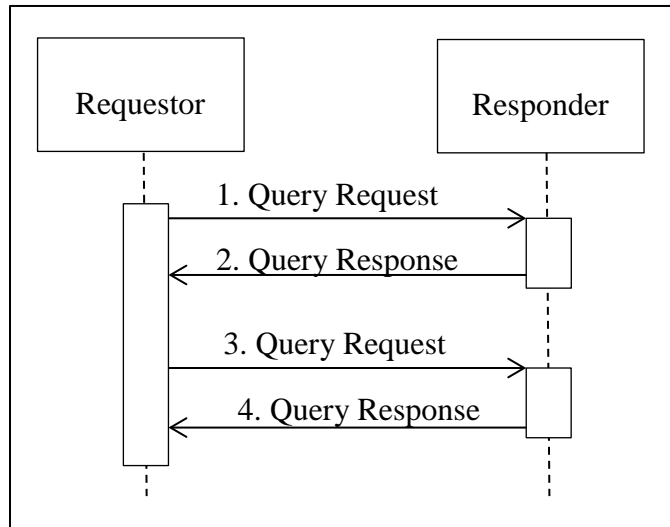 Requestor
Responder
1. Query Request
2. Query Response
3. Query Request
4. Query Response